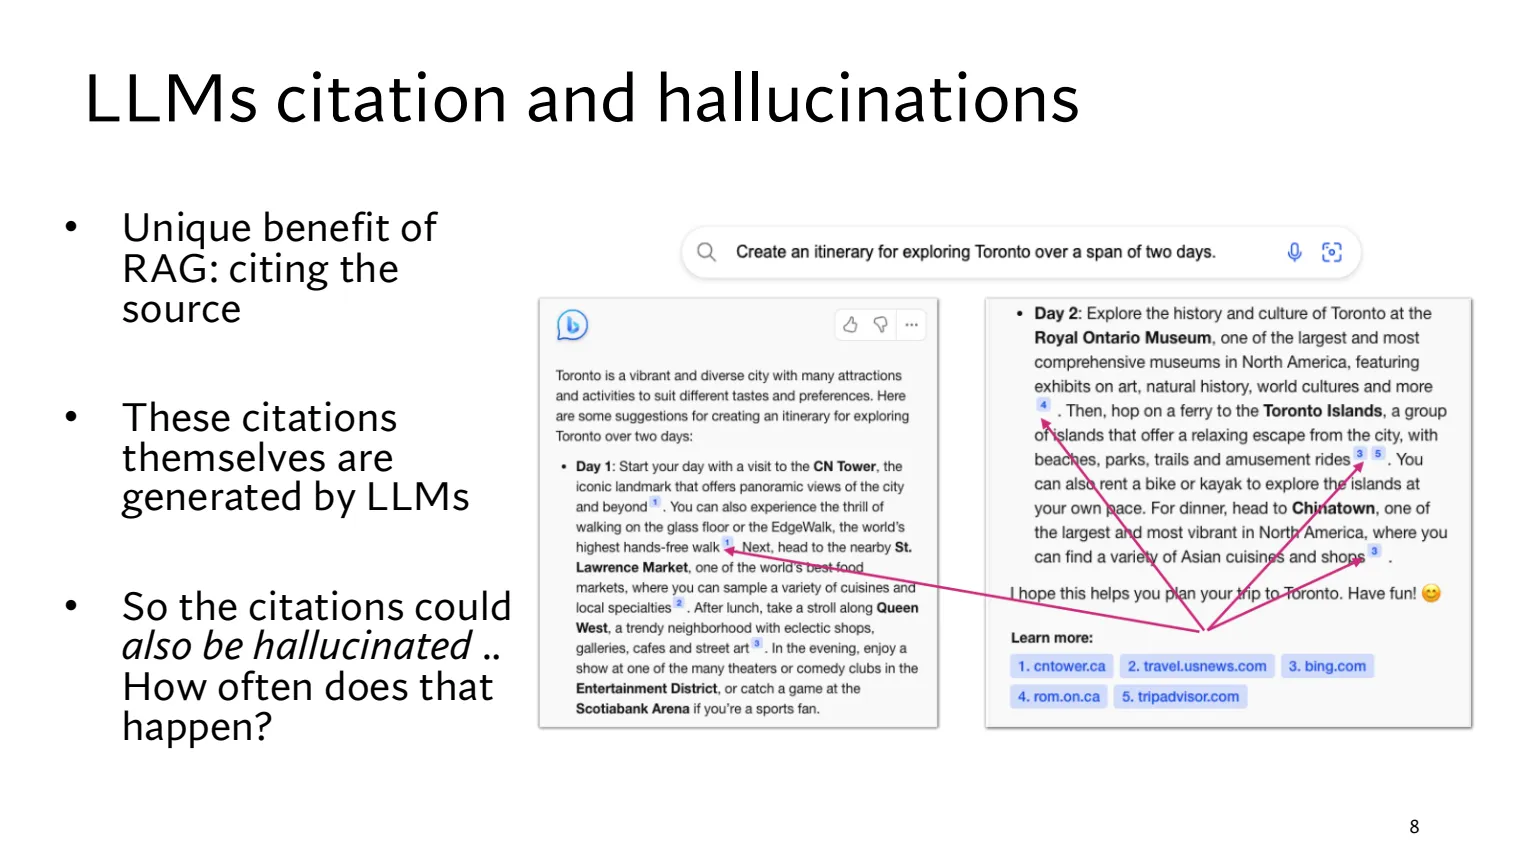 LLMs citation and hallucinations
• Unique benefit of
RAG: citing the
source
• These citations
themselves are
generated by LLMs
• So the citations could
also be hallucinated ..
How often does that
happen?
Create an itinerary for exploring Toronto over a span of two days.
Toronto is a vibrant and diverse city with many attractions
and activities to suit different tastes and preferences. Here
are some suggestions for creating an itinerary for exploring
Toronto over two days:
• Day 1: Start your day with a visit to the CN Tower, the
iconic landmark that offers panoramic views of the city
and beyond 1 . You can also experience the thrill of
walking on the glass floor or the EdgeWalk, the world's
highest hands-free walk 1 . Next, head to the nearby St.
Lawrence Market, one of the world's best food
markets, where you can sample a variety of cuisines and
local specialties 2 . After lunch, take a stroll along Queen
West, a trendy neighborhood with eclectic shops,
galleries, cafes and street art 3 . In the evening, enjoy a
show at one of the many theaters or comedy clubs in the
Entertainment District, or catch a game at the
Scotiabank Arena if you're a sports fan.
• Day 2: Explore the history and culture of Toronto at the
Royal Ontario Museum, one of the largest and most
comprehensive museums in North America, featuring
exhibits on art, natural history, world cultures and more
4 . Then, hop on a ferry to the Toronto Islands, a group
of islands that offer a relaxing escape from the city, with
beaches, parks, trails and amusement rides 3 5 . You
can also rent a bike or kayak to explore the islands at
your own pace. For dinner, head to Chinatown, one of
the largest and most vibrant in North America, where you
can find a variety of Asian cuisines and shops 3 .
I hope this helps you plan your trip to Toronto. Have fun! 😊
Learn more:
1. cntower.ca 2. travel.usnews.com 3. bing.com
4. rom.on.ca 5. tripadvisor.com
8